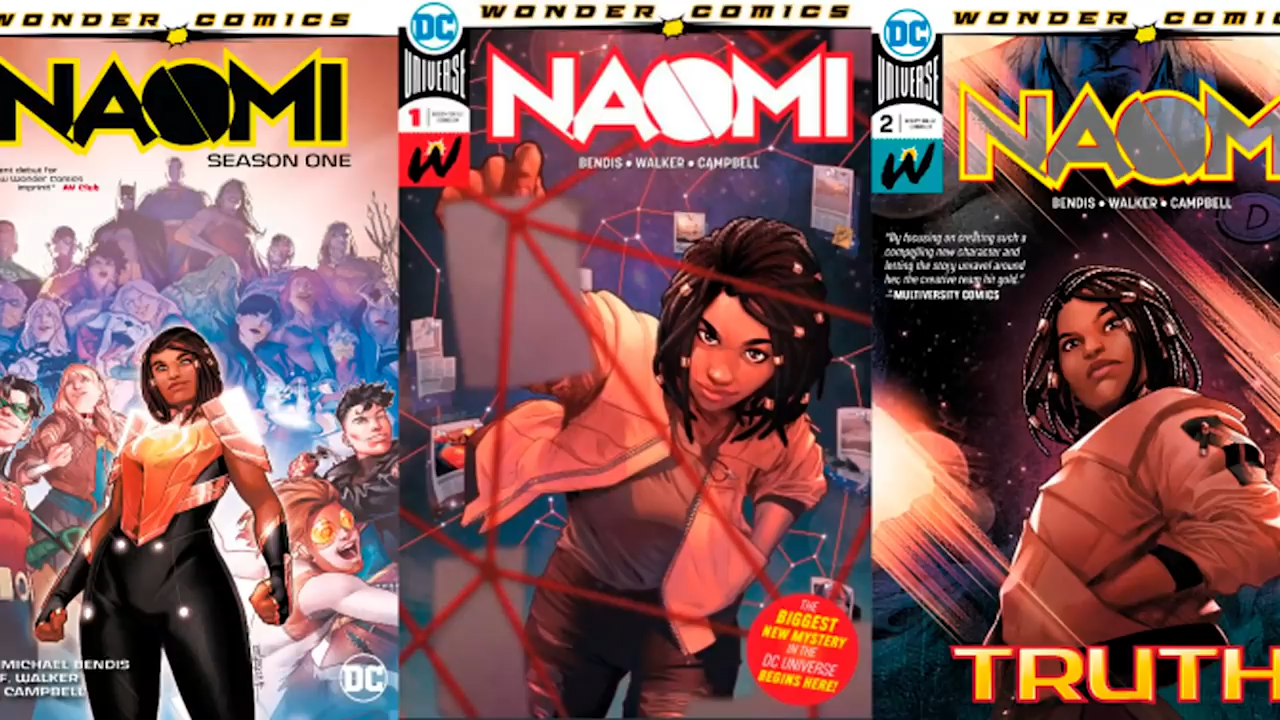 WONDER COMICS
NAOMI
SEASON ONE
ent debut for
w Wonder Comics
imprint" AV Club
MICHAEL BENDIS
F. WALKER
CAMPBELL
DC
WONDER COMICS
DC
UNIVERSE
1
W
NAOMI
BENDIS • WALKER • CAMPBELL
THE
BIGGEST
NEW MYSTERY
IN THE
DC UNIVERSE
BEGINS HERE!
WONDER COMIC
DC
UNIVERSE
2
W
NAOM
BENDIS • WALKER • CAMPBELL
D
"By focusing on creating such a
compelling new character and
letting the story unravel around
her, the creative team hit gold."
—MULTIVERSITY COMICS
TRUTH